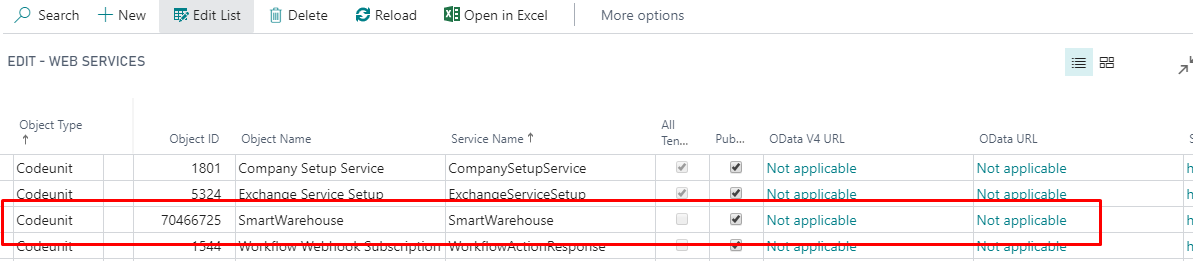 Search + New Edit List Delete Reload Open in Excel More options
EDIT - WEB SERVICES
Object Type ↑ Object ID Object Name Service Name ↑ All Ten... Pub... OData V4 URL OData URL S
Codeunit 1801 Company Setup Service CompanySetupService Not applicable Not applicable h
Codeunit 5324 Exchange Service Setup ExchangeServiceSetup Not applicable Not applicable h
Codeunit 70466725 SmartWarehouse SmartWarehouse Not applicable Not applicable h
Codeunit 1544 Workflow Webhook Subscription WorkflowActionResponse Not applicable Not applicable h